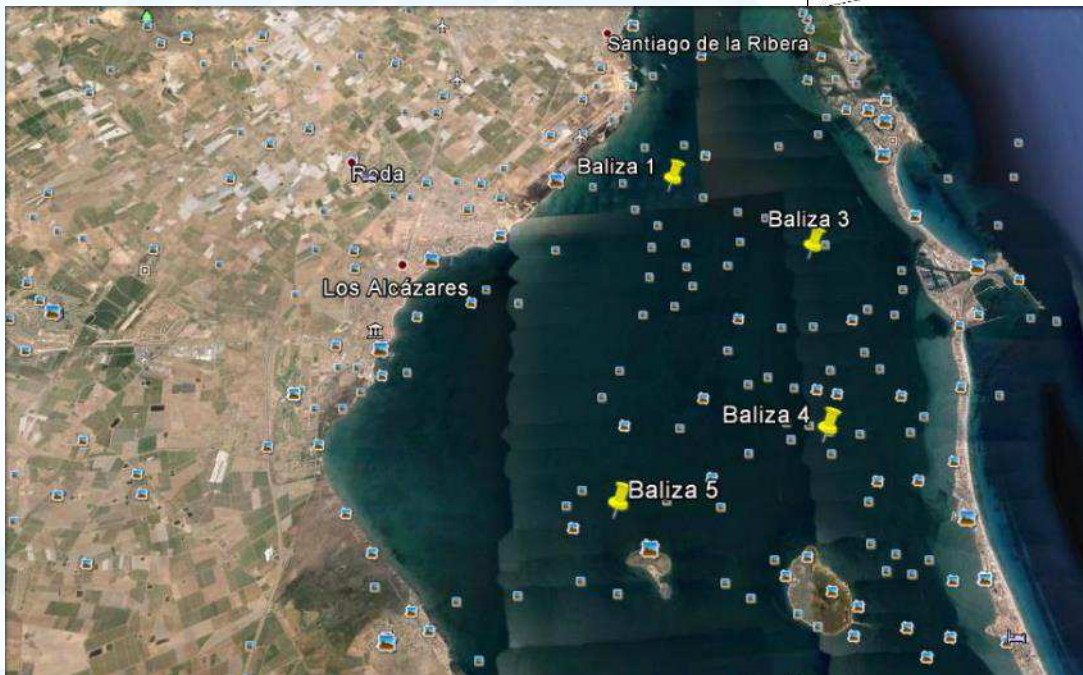 Santiago de la Ribera
Baliza 1
Roda
Baliza 3
Los Alcázares
Baliza 4
Baliza 5